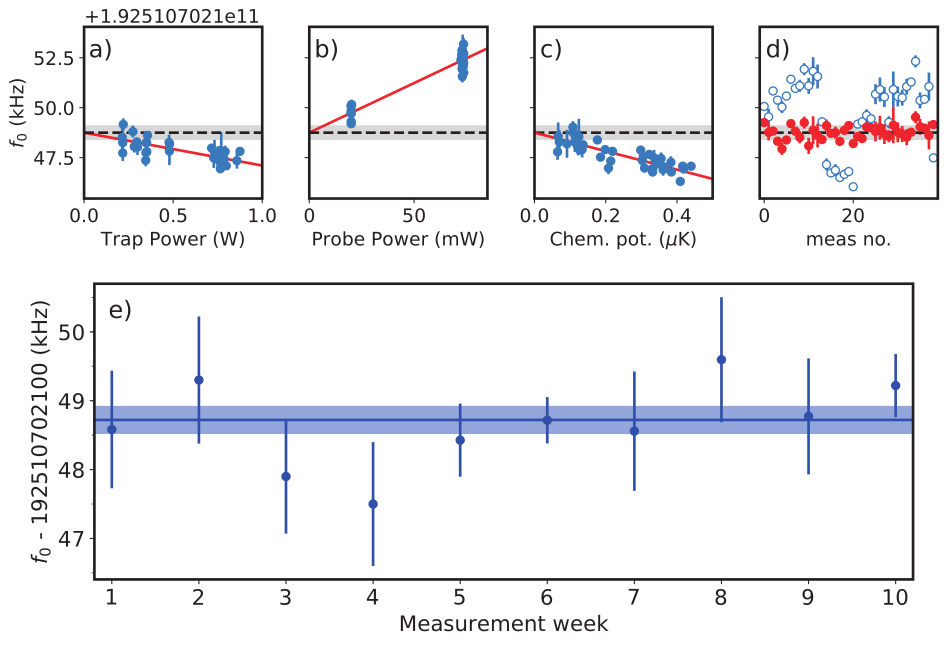 +1.925107021e11
a)
b)
c)
d)
f₀ (kHz)
52.5
50.0
47.5
0.0 0.5 1.0
0 50
0.0 0.2 0.4
0 20
Trap Power (W)
Probe Power (mW)
Chem. pot. (μK)
meas no.
e)
f₀ - 192510702100 (kHz)
50
49
48
47
1 2 3 4 5 6 7 8 9 10
Measurement week